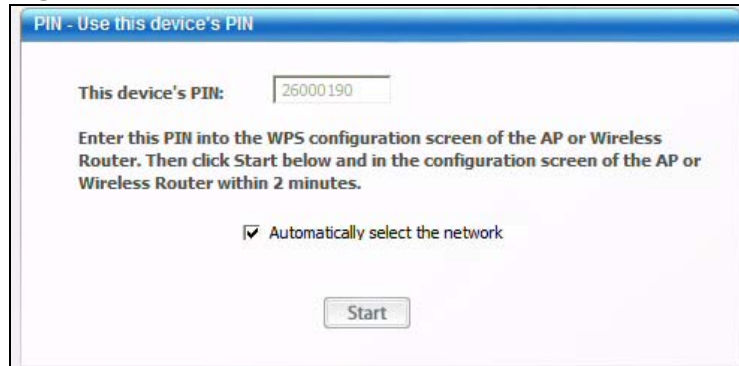 PIN - Use this device's PIN
This device's PIN: 26000190
Enter this PIN into the WPS configuration screen of the AP or Wireless
Router. Then click Start below and in the configuration screen of the AP or
Wireless Router within 2 minutes.
Automatically select the network
Start